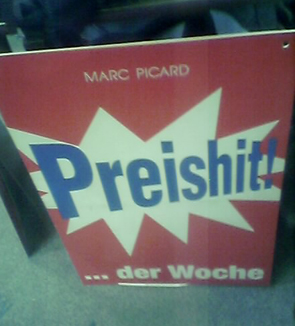 MARC PICARD
Preishit!
... der Woche